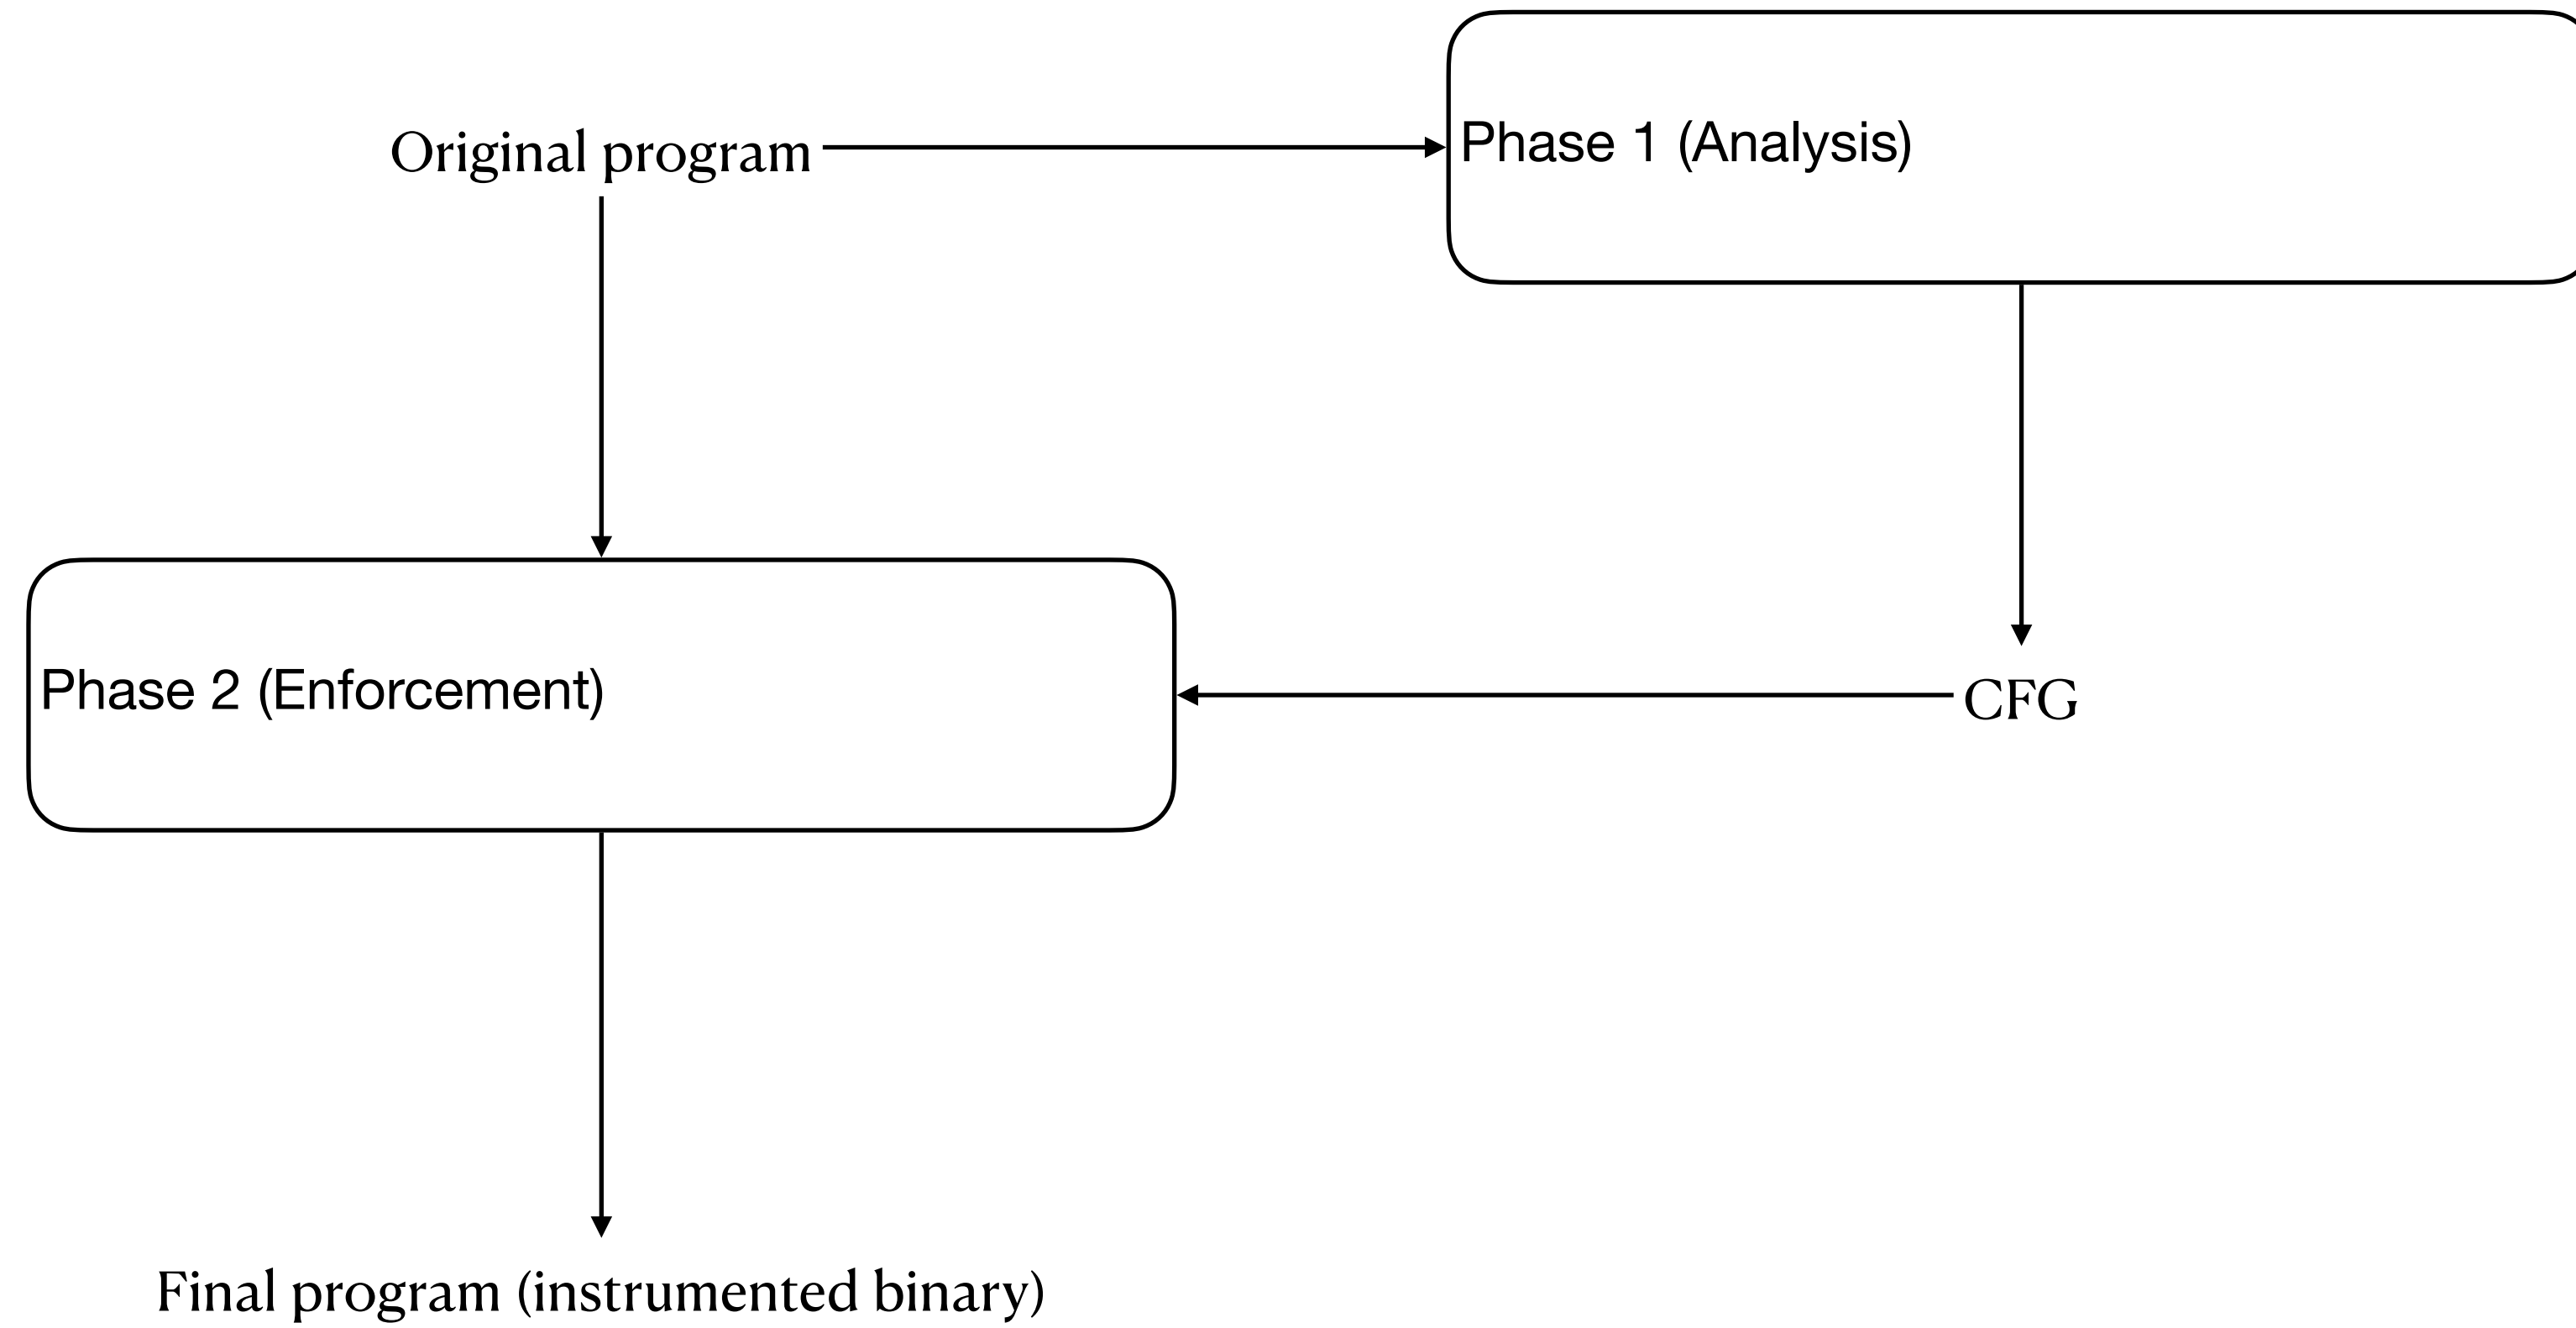 Original program
Phase 1 (Analysis)
Phase 2 (Enforcement)
CFG
Final program (instrumented binary)